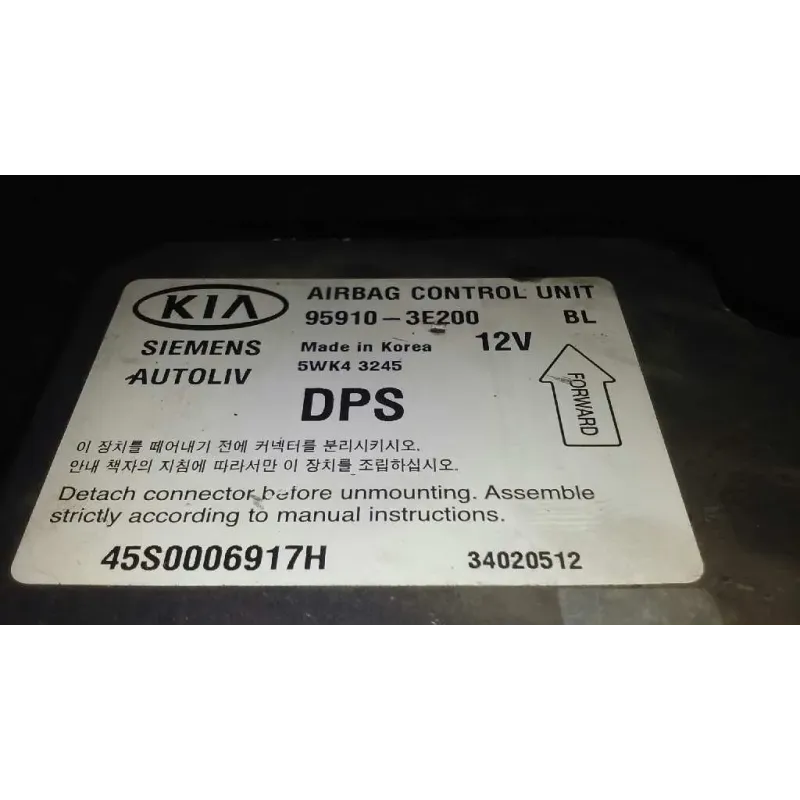 KIA
AIRBAG CONTROL UNIT
95910-3E200 BL
SIEMENS
Made in Korea 12V
AUTOLIV
5WK4 3245
DPS
FORWARD
이 장치를 떼어내기 전에 커넥터를 분리시키시오.
안내 책자의 지침에 따라서만 이 장치를 조립하십시오.
Detach connector before unmounting. Assemble
strictly according to manual instructions.
45S0006917H 34020512